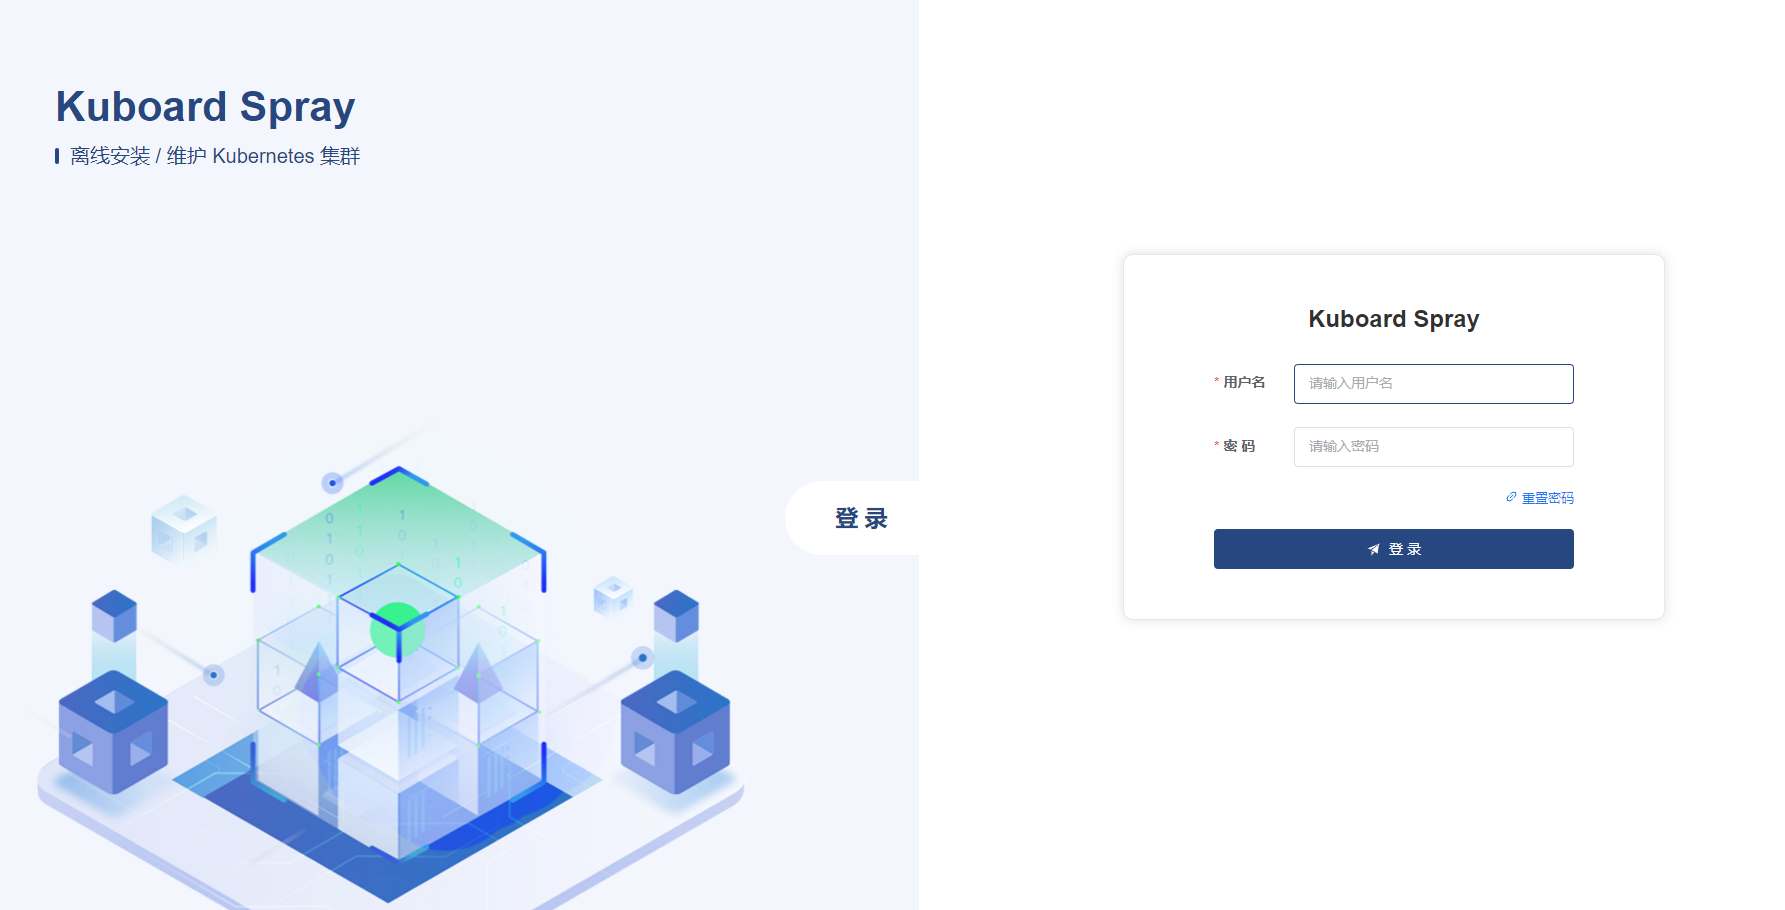 Kuboard Spray
离线安装 / 维护 Kubernetes 集群
登 录
Kuboard Spray
* 用户名 请输入用户名
* 密 码 请输入密码
重置密码
登 录